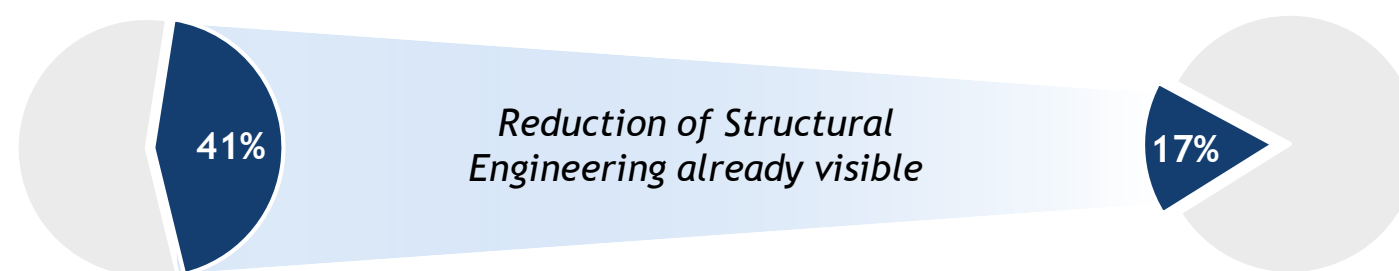 41%
Reduction of Structural
Engineering already visible
17%